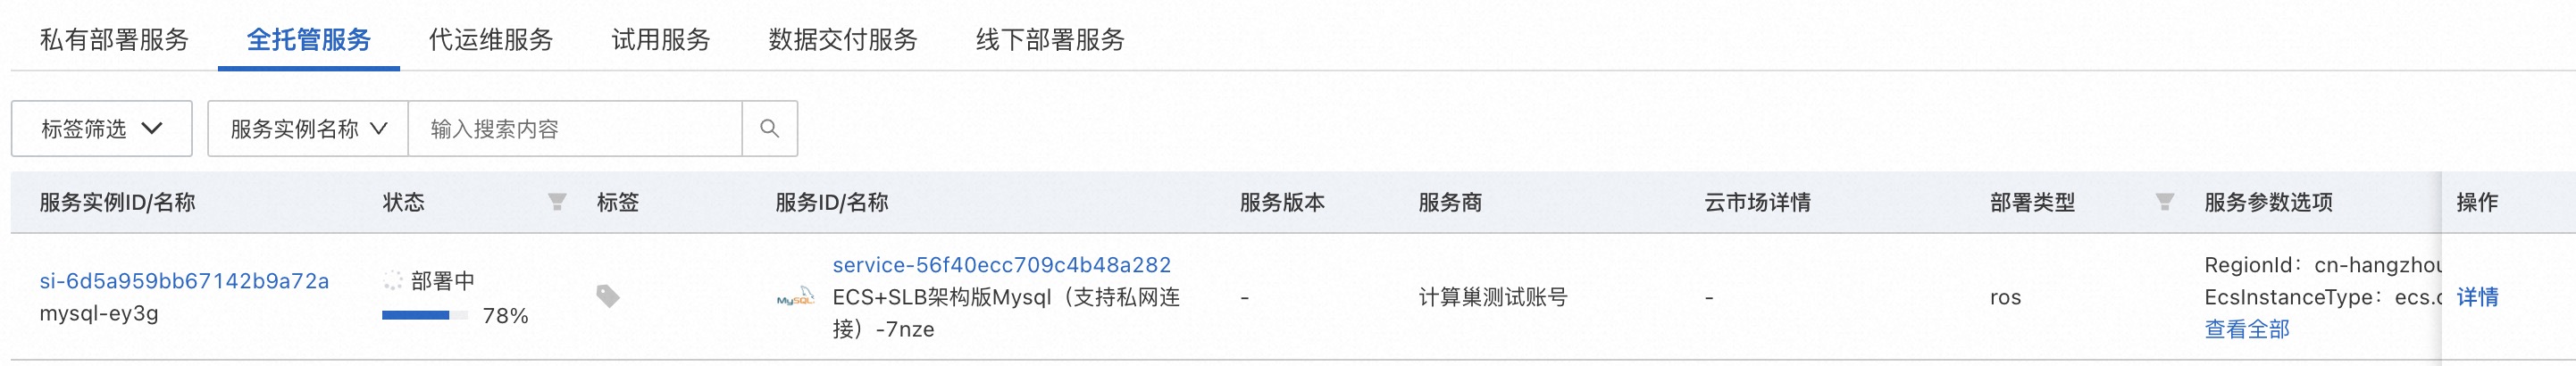 私有部署服务 全托管服务 代运维服务 试用服务 数据交付服务 线下部署服务
标签筛选 服务实例名称 输入搜索内容
服务实例ID/名称 状态 标签 服务ID/名称 服务版本 服务商 云市场详情 部署类型 服务参数选项 操作
si-6d5a959bb67142b9a72a
mysql-ey3g
部署中
78%
MySQL
service-56f40ecc709c4b48a282
ECS+SLB架构版Mysql（支持私网连
接）-7nze
-
计算巢测试账号
-
ros
RegionId：cn-hangzhou
EcsInstanceType：ecs.
查看全部
详情